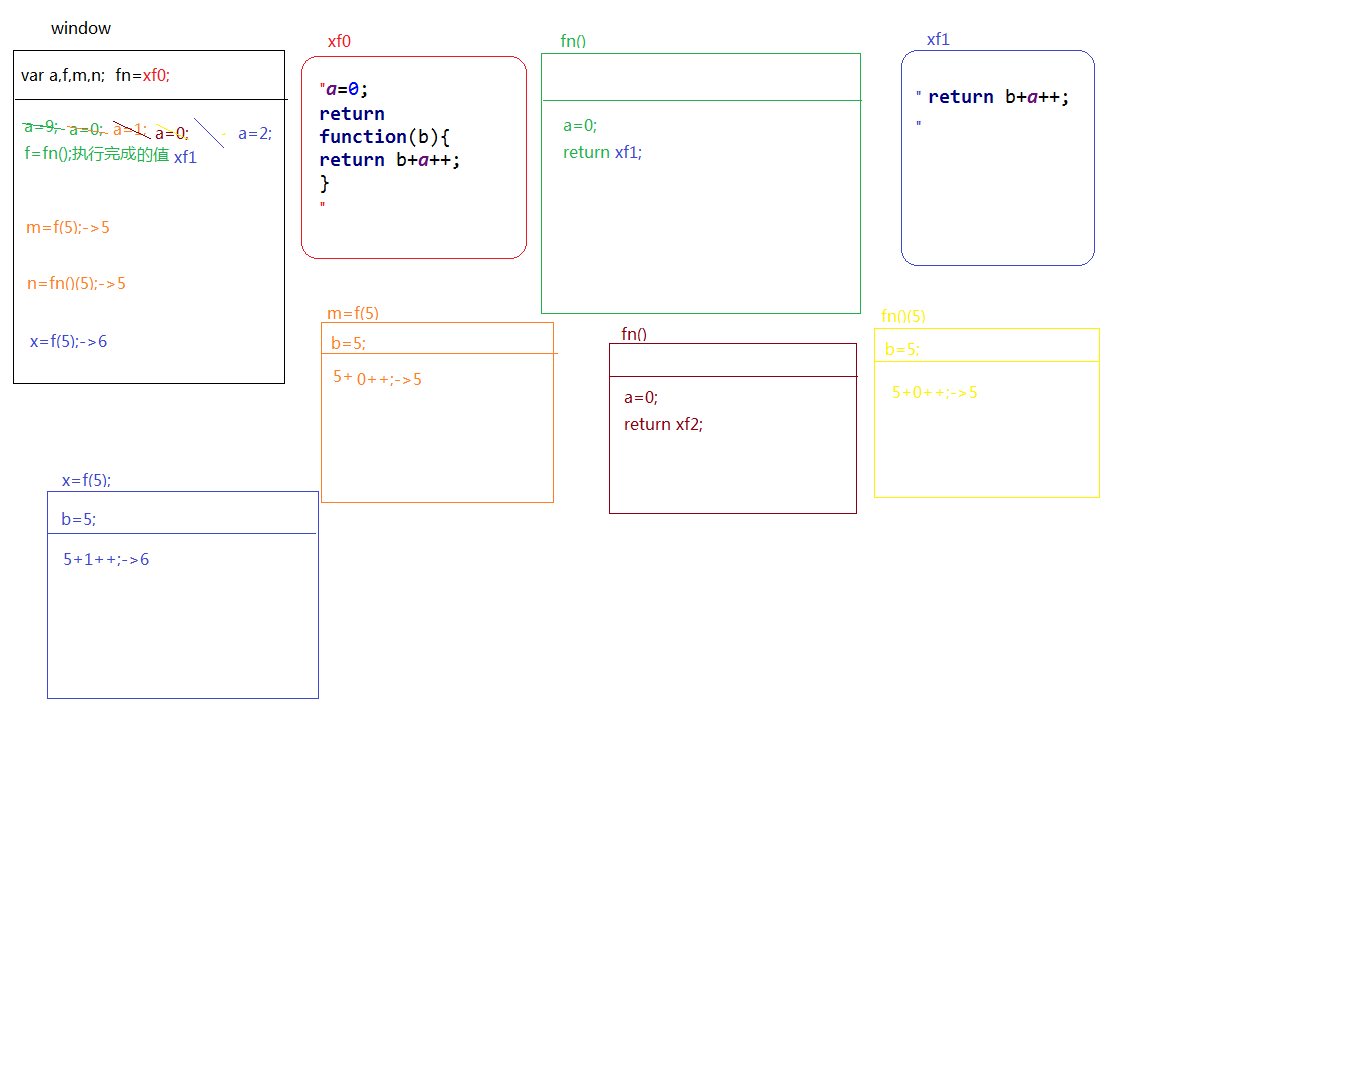 window
var a,f,m,n; fn=xf0;
a=9; a=0; a=1; a=0; a=2;
f=fn();执行完成的值 xf1
m=f(5);->5
n=fn()(5);->5
x=f(5);->6
xf0
"a=0;
return
function(b){
return b+a++;
}
"
fn()
a=0;
return xf1;
xf1
" return b+a++;
"
m=f(5)
b=5;
5+ 0++;->5
fn()
a=0;
return xf2;
fn()(5)
b=5;
5+0++;->5
x=f(5);
b=5;
5+1++;->6